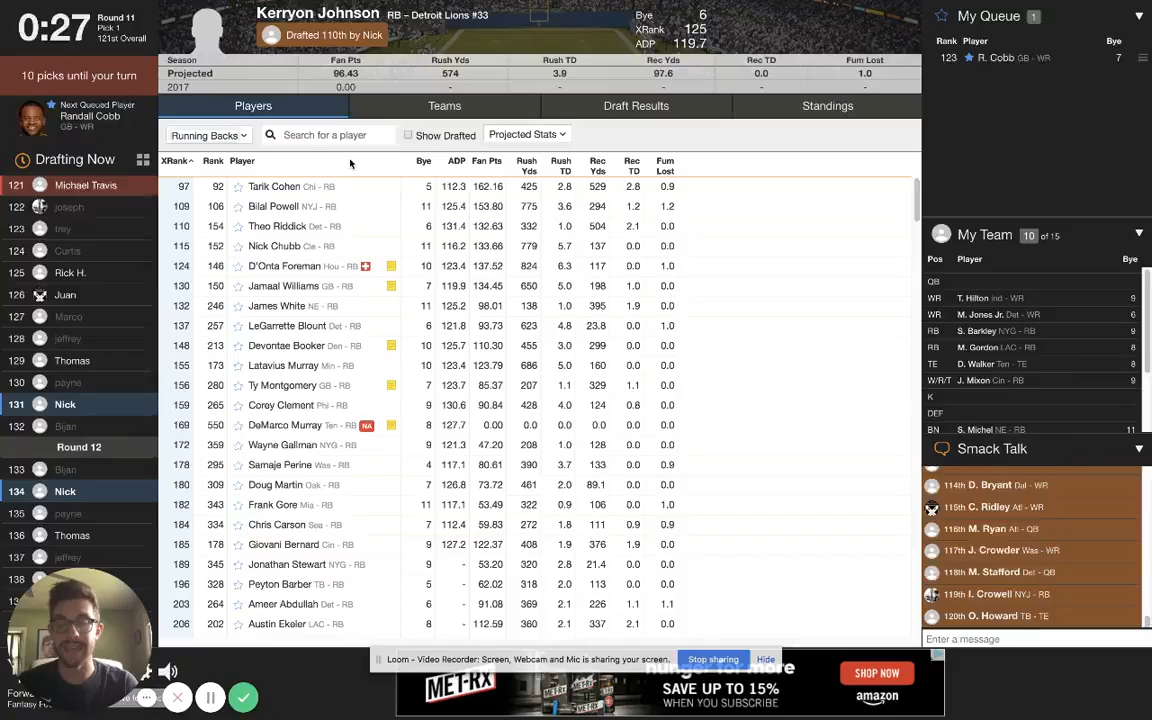 0:27
Round 11
Pick 1
121st Overall
10 picks until your turn
Next Queued Player
Randall Cobb
GB - WR
Drafting Now
121 Michael Travis
122 joseph
123 trey
124 Curtis
125 Rick H.
126 Juan
127 Marco
128 jeffrey
129 Thomas
130 payne
131 Nick
132 Bijan
Round 12
133 Bijan
134 Nick
135 payne
136 Thomas
137 jeffrey
138
Kerryon Johnson RB - Detroit Lions #33
Drafted 110th by Nick
Bye 6
XRank 125
ADP 119.7
Season Fan Pts Rush Yds Rush TD Rec Yds Rec TD Fum Lost
Projected 96.43 574 3.9 97.6 0.0 1.0
2017 0.00 - - - - -
Players Teams Draft Results Standings
Running Backs Search for a player Show Drafted Projected Stats
XRank Rank Player Bye ADP Fan Pts Rush Yds Rush TD Rec Yds Rec TD Fum Lost
97 92 Tarik Cohen Chi - RB 5 112.3 162.16 425 2.8 529 2.8 0.9
109 106 Bilal Powell NYJ - RB 11 125.4 153.80 775 3.6 294 1.2 1.2
110 154 Theo Riddick Det - RB 6 131.4 132.63 332 1.0 504 2.1 0.0
115 152 Nick Chubb Cle - RB 11 116.2 133.66 779 5.7 137 0.0 0.0
124 146 D'Onta Foreman Hou - RB 10 123.4 137.52 824 6.3 117 0.0 1.0
130 150 Jamaal Williams GB - RB 7 119.9 134.45 650 5.0 198 1.0 0.0
132 246 James White NE - RB 11 125.2 98.01 138 1.0 395 1.9 0.0
137 257 LeGarrette Blount Det - RB 6 121.8 93.73 623 4.8 23.8 0.0 1.0
148 213 Devontae Booker Den - RB 10 125.7 110.30 455 3.0 299 0.0 0.0
155 173 Latavius Murray Min - RB 10 123.4 123.79 686 5.0 160 0.0 0.0
156 280 Ty Montgomery GB - RB 7 123.7 85.37 207 1.1 329 1.1 0.0
159 265 Corey Clement Phi - RB 9 130.6 90.84 428 4.0 124 0.8 0.0
169 550 DeMarco Murray Ten - RB NA 8 127.7 0.00 0.0 0.0 0.0 0.0 0.0
172 359 Wayne Gallman NYG - RB 9 121.3 47.20 208 1.0 128 0.0 0.0
178 295 Samaje Perine Was - RB 4 117.1 80.61 390 3.7 133 0.0 0.9
180 309 Doug Martin Oak - RB 7 126.8 73.72 461 2.0 89.1 0.0 0.0
182 343 Frank Gore Mia - RB 11 117.1 53.49 322 0.9 106 0.0 1.0
184 334 Chris Carson Sea - RB 7 112.4 59.83 272 1.8 111 0.9 0.9
185 178 Giovani Bernard Cin - RB 9 127.2 122.37 408 1.9 376 1.9 0.0
189 345 Jonathan Stewart NYG - RB 9 - 53.20 320 2.8 21.4 0.0 0.0
196 328 Peyton Barber TB - RB 5 - 62.02 318 2.0 113 0.0 0.0
203 264 Ameer Abdullah Det - RB 6 - 91.08 369 2.1 226 1.1 1.1
206 202 Austin Ekeler LAC - RB 8 - 112.59 360 2.1 337 2.1 0.0
My Queue 1
Rank Player Bye
123 R. Cobb GB - WR 7
My Team 10 of 15
Pos Player Bye
QB
WR T. Hilton Ind - WR 9
WR M. Jones Jr. Det - WR 6
RB S. Barkley NYG - RB 9
RB M. Gordon LAC - RB 8
TE D. Walker Ten - TE 8
W/R/T J. Mixon Cin - RB 9
K
DEF
BN S. Michel NE - RB 11
Smack Talk
114th D. Bryant Dal - WR
115th C. Ridley Atl - WR
116th M. Ryan Atl - QB
117th J. Crowder Was - WR
118th M. Stafford Det - QB
119th I. Crowell NYJ - RB
120th O. Howard TB - TE
Enter a message
Loom - Video Recorder: Screen, Webcam and Mic is sharing your screen. Stop sharing Hide
MET-RX
hunger for more
SAVE UP TO 15%
WHEN YOU SUBSCRIBE
SHOP NOW
amazon
Forw
Fantasy Fo